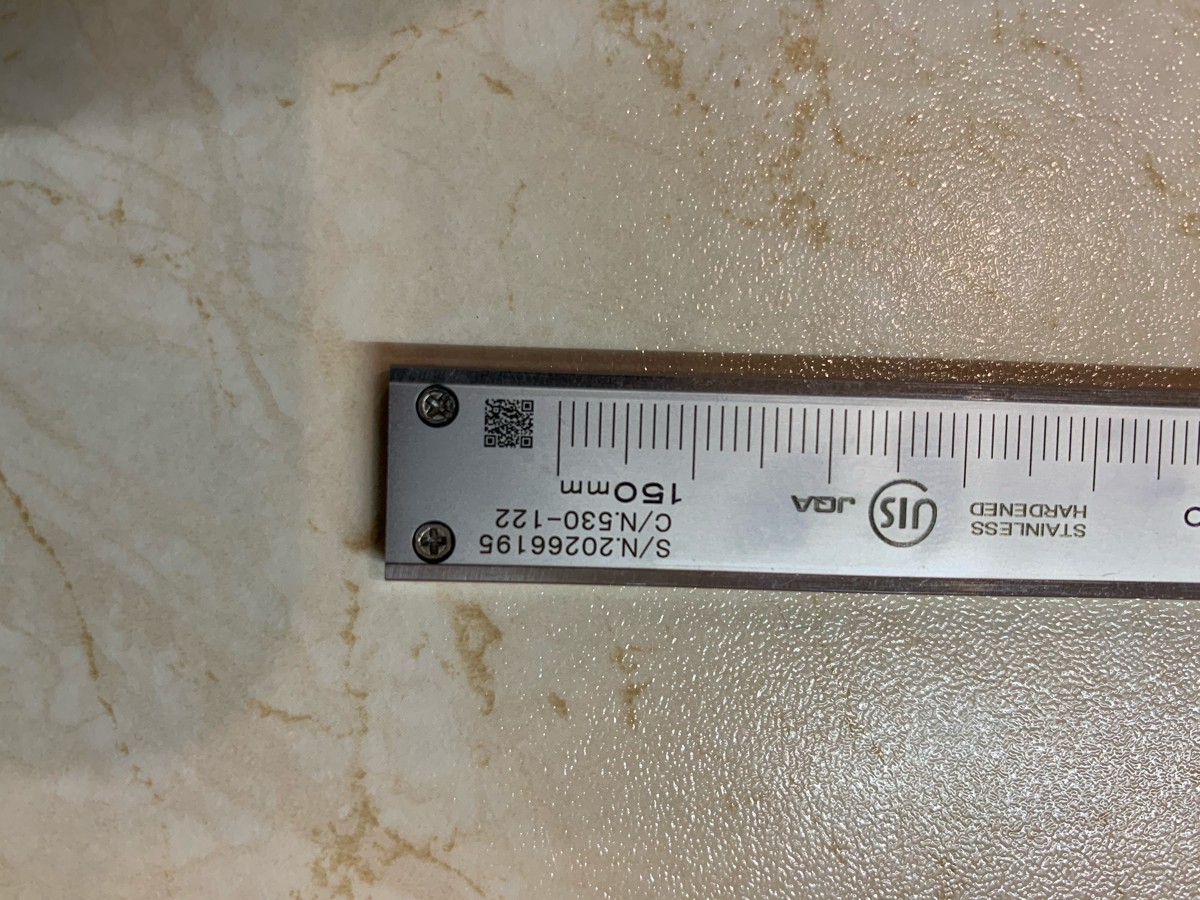 STAINLESS
HARDENED
JIS
JQA
150mm
C/N.530-122
S/N.20266195